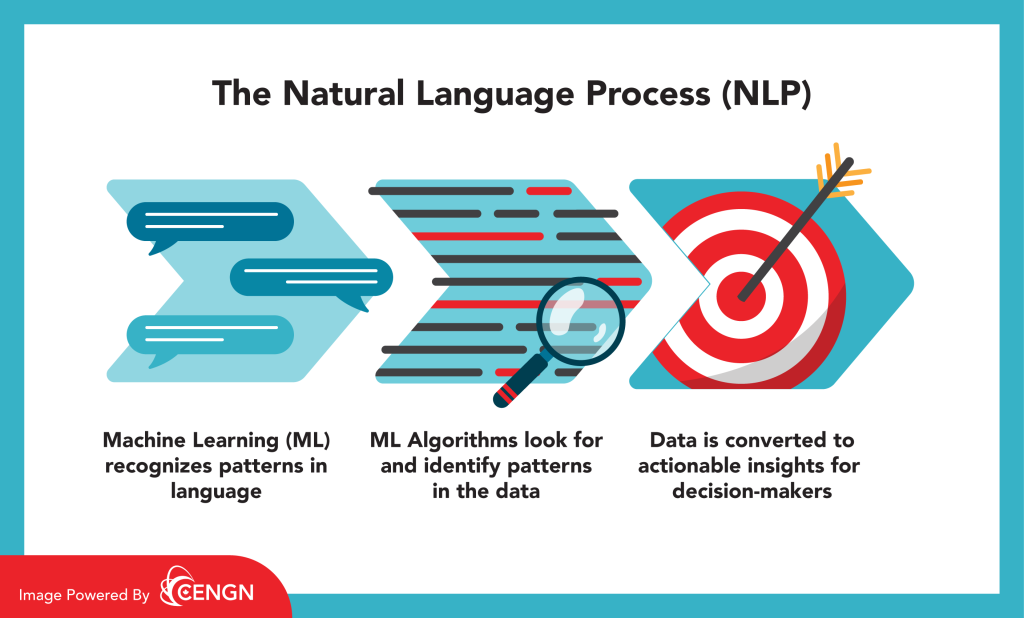 The Natural Language Process (NLP)
Machine Learning (ML)
recognizes patterns in
language
ML Algorithms look for
and identify patterns
in the data
Data is converted to
actionable insights for
decision-makers
Image Powered By CENGN